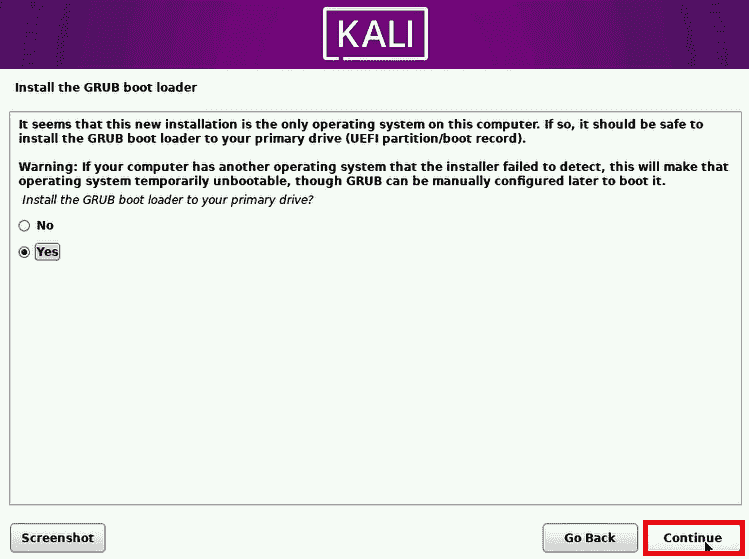 KALI
Install the GRUB boot loader
It seems that this new installation is the only operating system on this computer. If so, it should be safe to
install the GRUB boot loader to your primary drive (UEFI partition/boot record).
Warning: If your computer has another operating system that the installer failed to detect, this will make that
operating system temporarily unbootable, though GRUB can be manually configured later to boot it.
Install the GRUB boot loader to your primary drive?
No
Yes
Screenshot
Go Back
Continue